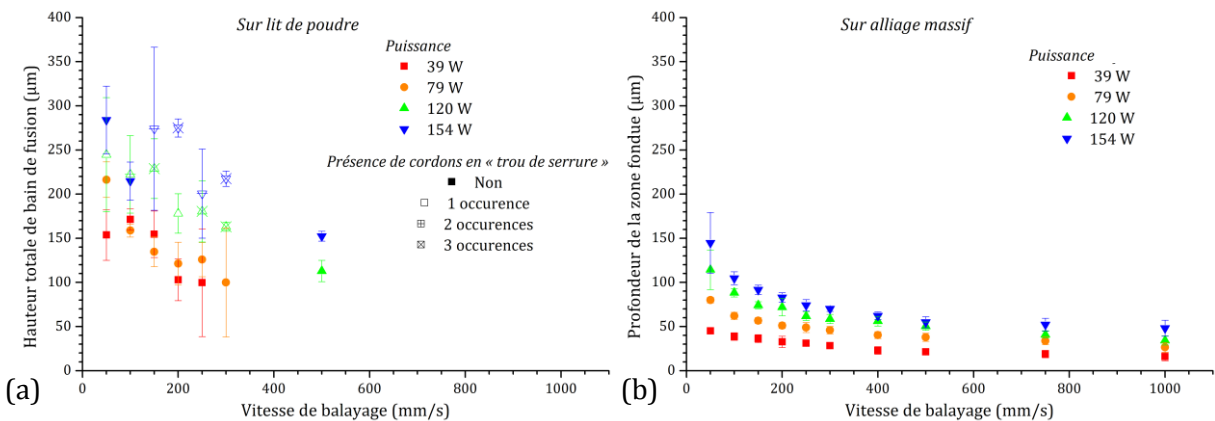 Sur lit de poudre
Puissance
39 W
79 W
120 W
154 W
Présence de cordons en « trou de serrure »
Non
1 occurence
2 occurences
3 occurences
Hauteur totale de bain de fusion (µm)
400
350
300
250
200
150
100
50
0
0 200 400 600 800 1000
Vitesse de balayage (mm/s)
(a)
Sur alliage massif
Puissance
39 W
79 W
120 W
154 W
Profondeur de la zone fondue (µm)
400
350
300
250
200
150
100
50
0
0 200 400 600 800 1000
Vitesse de balayage (mm/s)
(b)